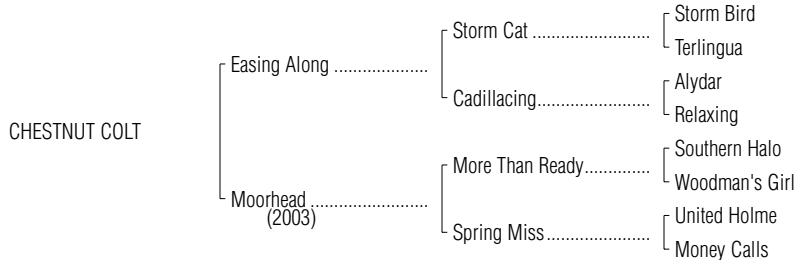 Storm Bird
Storm Cat ..........................
Terlingua
Easing Along .....................
Alydar
Cadillacing.........................
Relaxing
CHESTNUT COLT
Southern Halo
More Than Ready..............
Woodman's Girl
Moorhead ..........................
(2003)
United Holme
Spring Miss.......................
Money Calls